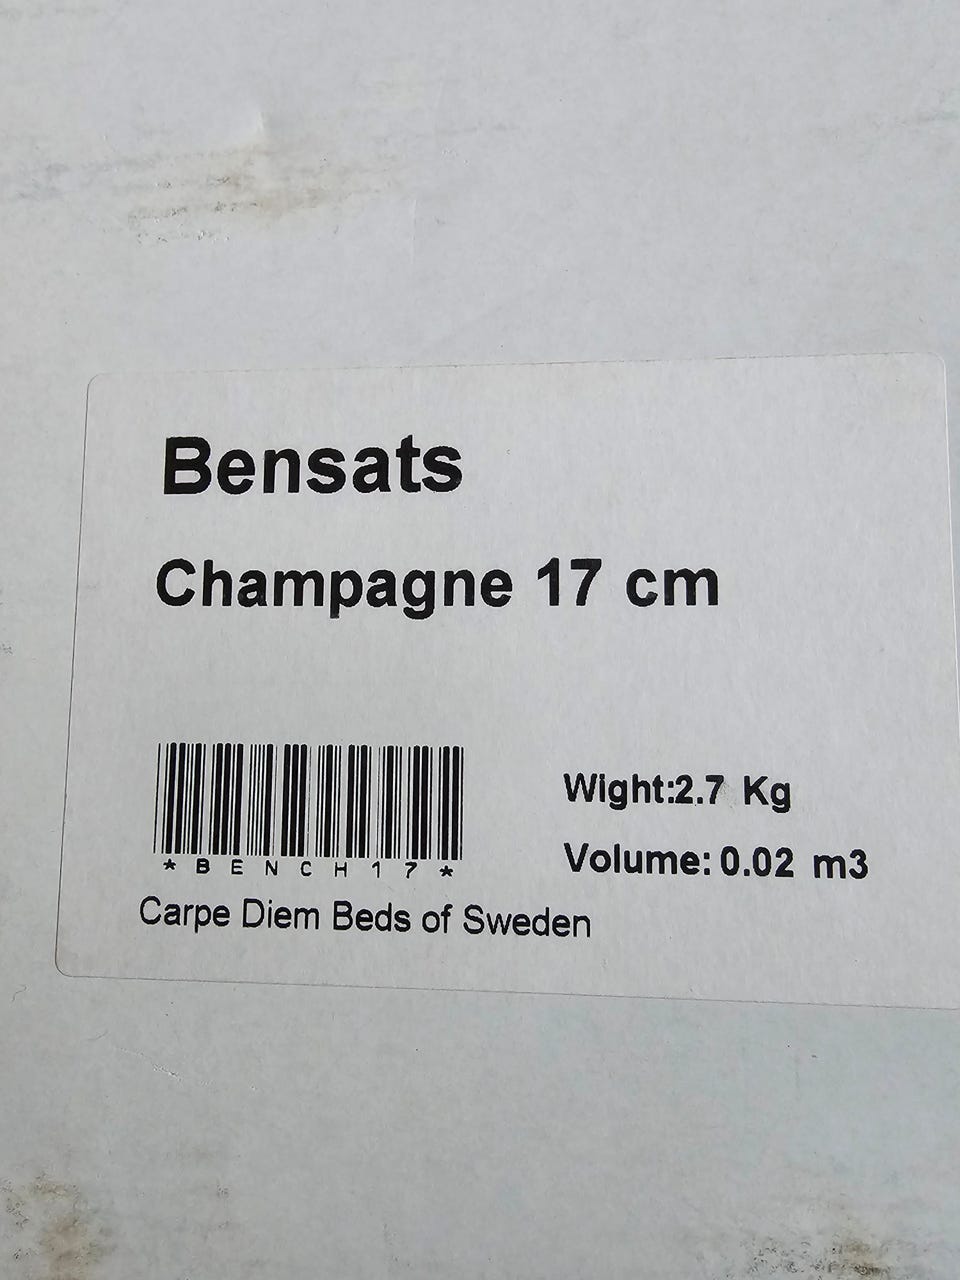 Bensats
Champagne 17 cm
Wight:2.7 Kg
*BENCH17*
Volume: 0.02 m3
Carpe Diem Beds of Sweden